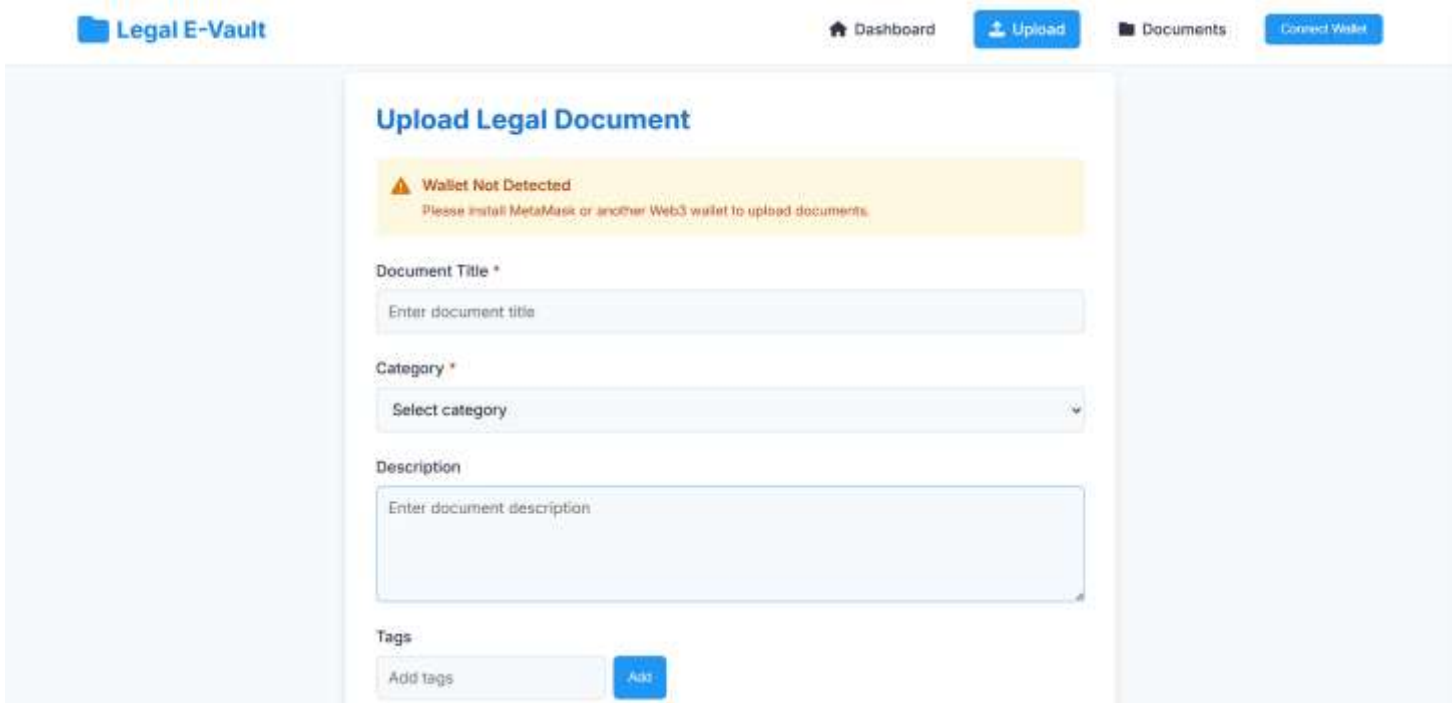 Legal E-Vault
Dashboard
Upload
Documents
Connect Wallet
Upload Legal Document
Wallet Not Detected
Please install MetaMask or another Web3 wallet to upload documents.
Document Title *
Enter document title
Category *
Select category
Description
Enter document description
Tags
Add tags
Add